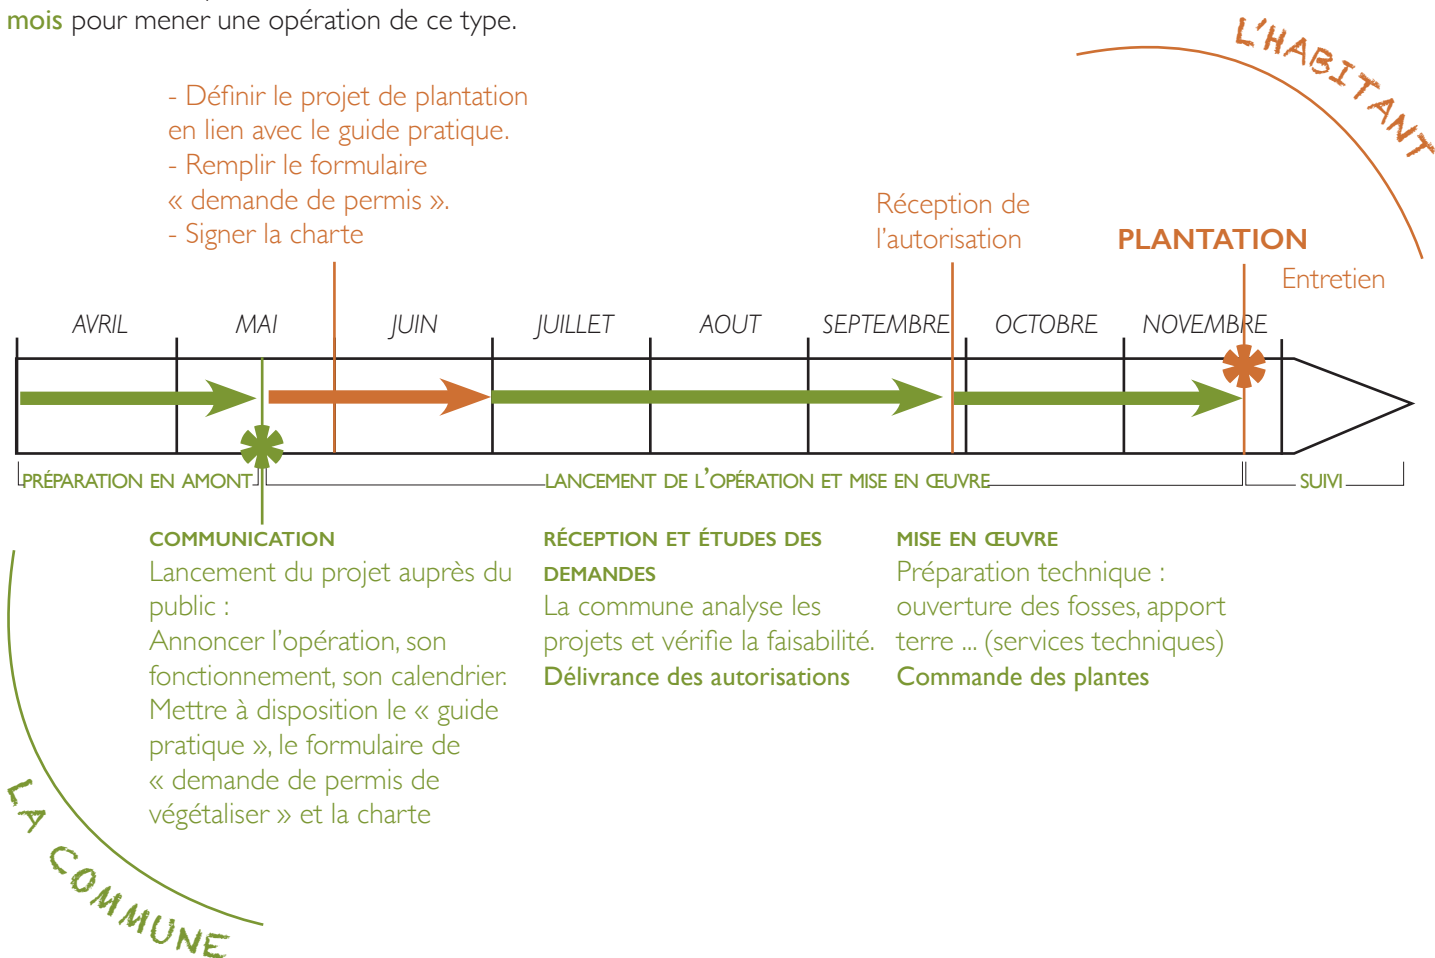 mois pour mener une opération de ce type.
L'HABITANT
- Définir le projet de plantation
en lien avec le guide pratique.
- Remplir le formulaire
« demande de permis ».
- Signer la charte
Réception de
l'autorisation
PLANTATION
Entretien
AVRIL MAI JUIN JUILLET AOUT SEPTEMBRE OCTOBRE NOVEMBRE
PRÉPARATION EN AMONT LANCEMENT DE L'OPÉRATION ET MISE EN ŒUVRE SUIVI
COMMUNICATION
Lancement du projet auprès du
public :
Annoncer l'opération, son
fonctionnement, son calendrier.
Mettre à disposition le « guide
pratique », le formulaire de
« demande de permis de
végétaliser » et la charte
RÉCEPTION ET ÉTUDES DES
DEMANDES
La commune analyse les
projets et vérifie la faisabilité.
Délivrance des autorisations
MISE EN ŒUVRE
Préparation technique :
ouverture des fosses, apport
terre ... (services techniques)
Commande des plantes
LA COMMUNE